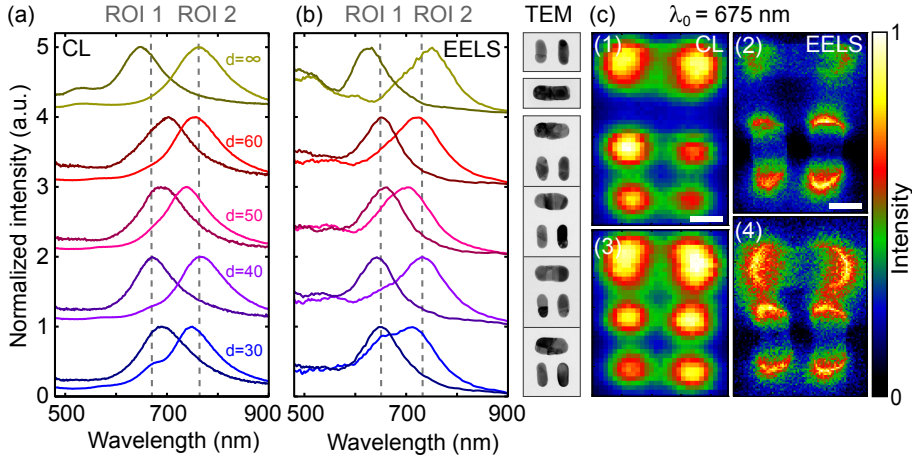 (a) ROI 1 ROI 2 (b) ROI 1 ROI 2 TEM (c) λ₀ = 675 nm
CL
EELS
(1) CL
(2) EELS
1
5
4
3
2
1
0
d=∞
d=60
d=50
d=40
d=30
Normalized intensity (a.u.)
(3)
(4)
Intensity
0
500 700 900
500 700 900
Wavelength (nm)
Wavelength (nm)